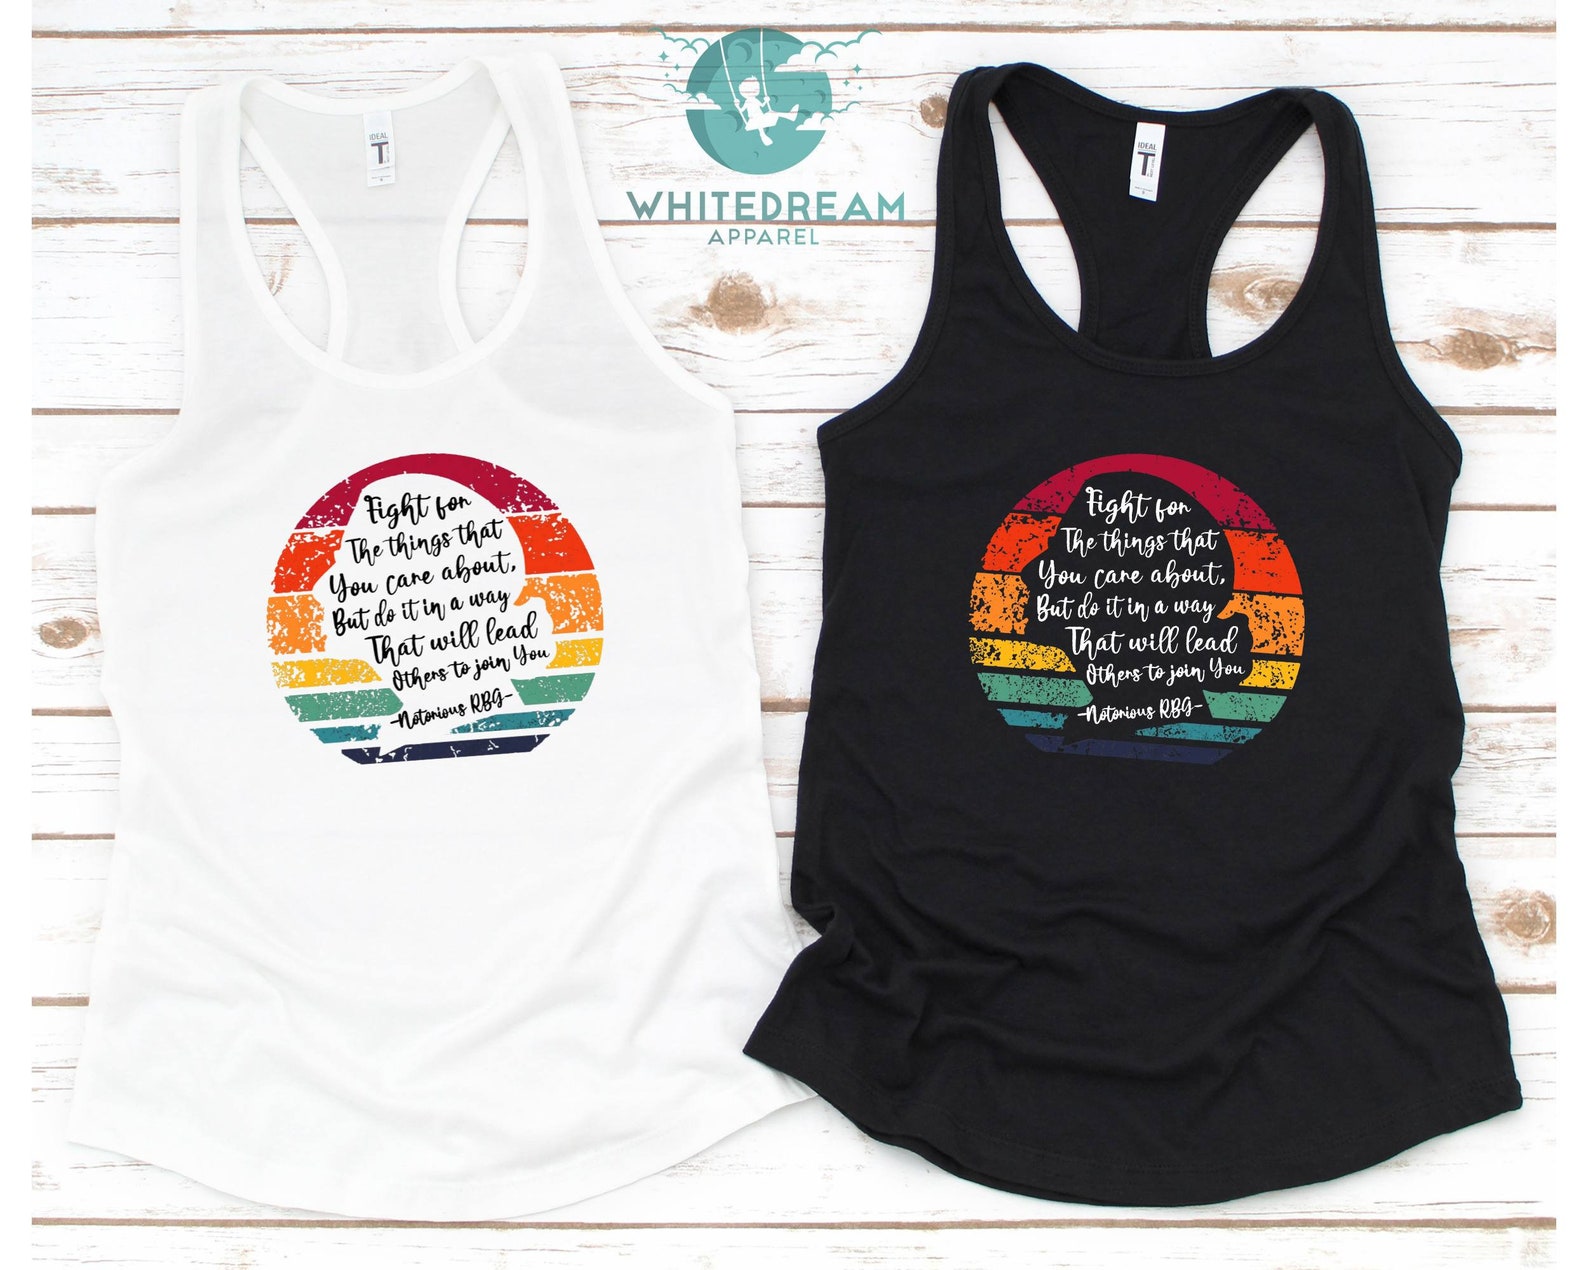 WHITEDREAM
APPAREL
IDEAL
T
Fight for
The things that
You care about,
But do it in a way
That will lead
Others to join You
-Notorious RBG-
IDEAL
T
Fight for
The things that
You care about,
But do it in a way
That will lead
Others to join You
-Notorious RBG-